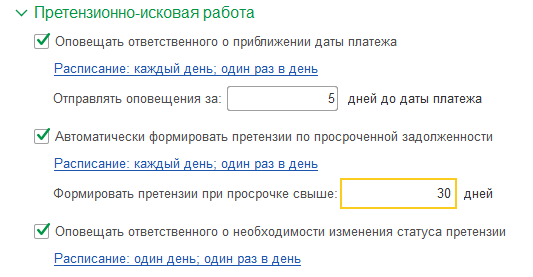 Претензионно-исковая работа
Оповещать ответственного о приближении даты платежа
Расписание: каждый день; один раз в день
Отправлять оповещения за: 5 дней до даты платежа
Автоматически формировать претензии по просроченной задолженности
Расписание: каждый день; один раз в день
Формировать претензии при просрочке свыше: 30 дней
Оповещать ответственного о необходимости изменения статуса претензии
Расписание: один день; один раз в день